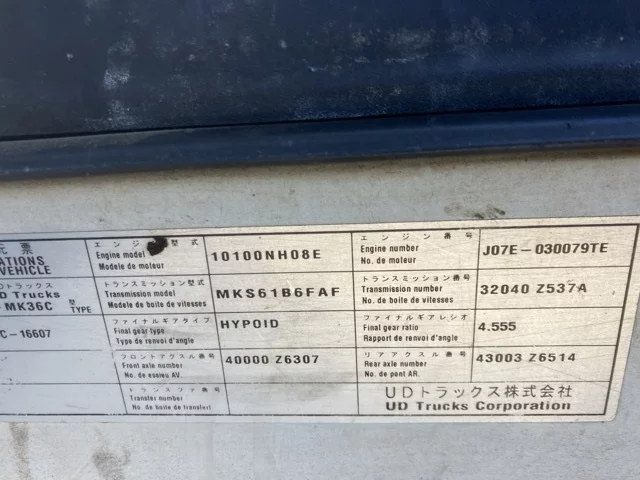 元 票
ATIONS
VEHICLE
Dトラックス
D Trucks
MK36C
型
TYPE
C-16607
エンジン 型式
Engine model
Modele de moteur
10100NH08E
エンジン番号
Engine number
No. de moteur
J07E-030079TE
トランスミッション型式
Transmission model
Modele de boite de vitesses
MKS61B6FAF
トランスミッション番号
Transmission number
No. de boite de vitesses
32040 Z537A
ファイナルギアタイプ
Final gear type
Type de renvoi d'angle
HYPOID
ファイナルギアレシオ
Final gear ratio
Rapport de renvoi d'angle
4.555
フロントアクスル番号
Front axle number
No. de essieu AV.
40000 Z6307
リアアクスル番号
Rear axle number
No. de pont AR.
43003 Z6514
トランスファ番号
Transfer number
No. de boite de transfert
UDトラックス株式会社
UD Trucks Corporation